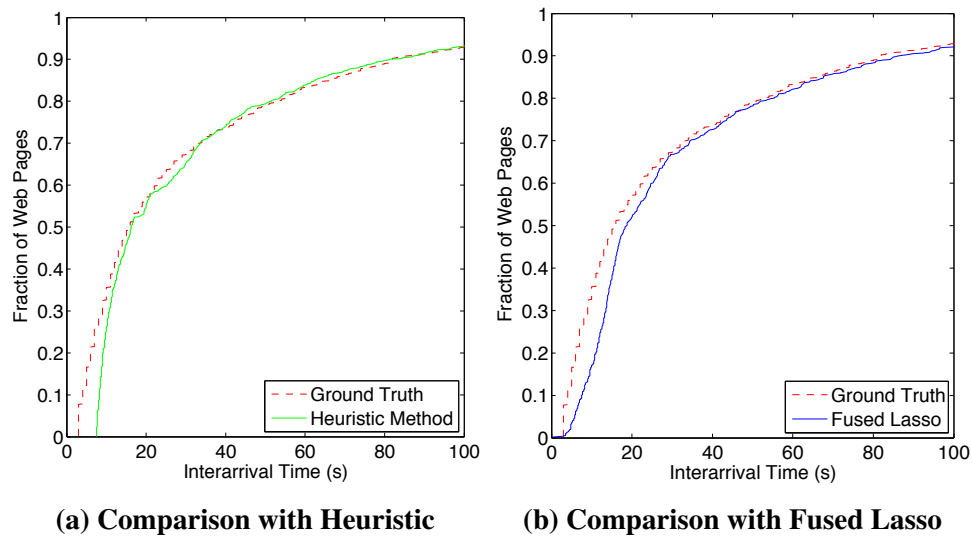 1
0.9
0.8
0.7
0.6
0.5
0.4
0.3
0.2
0.1
0
Fraction of Web Pages
Ground Truth
Heuristic Method
0 20 40 60 80 100
Interarrival Time (s)
(a) Comparison with Heuristic
1
0.9
0.8
0.7
0.6
0.5
0.4
0.3
0.2
0.1
0
Fraction of Web Pages
Ground Truth
Fused Lasso
0 20 40 60 80 100
Interarrival Time (s)
(b) Comparison with Fused Lasso